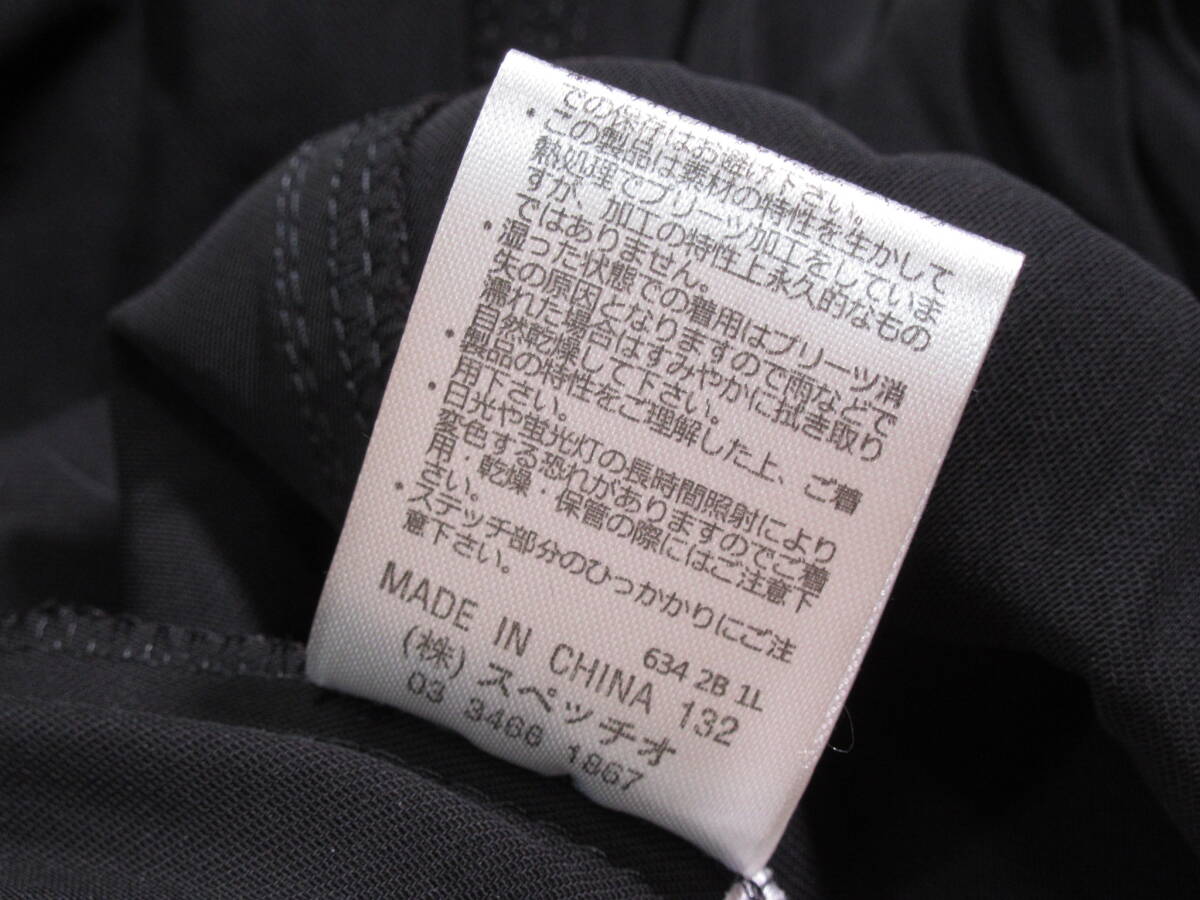 での保管はお避け下さい。
・この製品は素材の特性を生かして
熱処理でプリーツ加工をしていま
すが、加工の特性上永久的なもの
ではありません。
・湿った状態での着用はプリーツ消
失の原因となりますので雨などで
濡れた場合はすみやかに拭き取り
自然乾燥して下さい。
・製品の特性をご理解した上、ご着
用下さい。
・日光や蛍光灯の長時間照射により
変色する恐れがありますのでご着
用・乾燥・保管の際にはご注意下
さい。
・ステッチ部分のひっかかりにご注
意下さい。
634 2B 1L
MADE IN CHINA 132
(株)スペッチオ
03 3466 1867